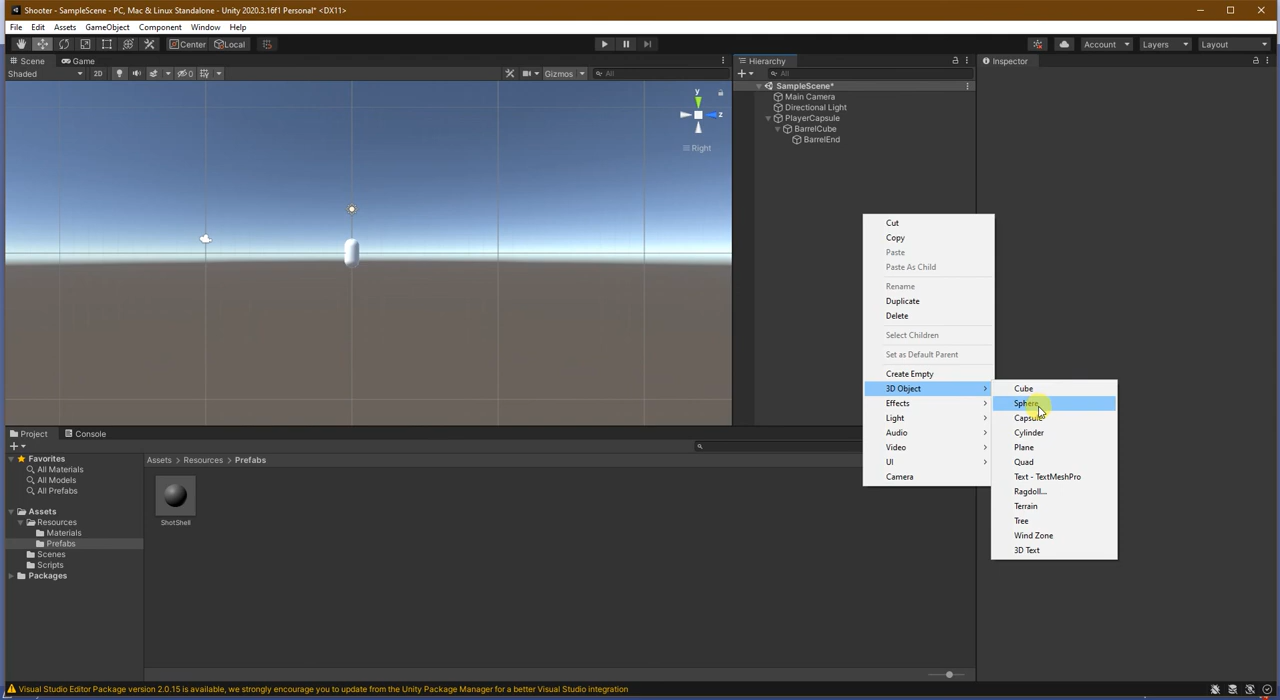 Shooter - SampleScene - PC, Mac & Linux Standalone - Unity 2020.3.16f1 Personal* <DX11>
File Edit Assets GameObject Component Window Help
Center Local Account Layers Layout
Scene Game
Shaded 2D 0 Gizmos All
y
z
Right
Hierarchy
All
SampleScene*
Main Camera
Directional Light
PlayerCapsule
BarrelCube
BarrelEnd
Inspector
Cut
Copy
Paste
Paste As Child
Rename
Duplicate
Delete
Select Children
Set as Default Parent
Create Empty
3D Object
Effects
Light
Audio
Video
UI
Camera
Cube
Sphere
Capsule
Cylinder
Plane
Quad
Text - TextMeshPro
Ragdoll...
Terrain
Tree
Wind Zone
3D Text
Project Console
Favorites
All Materials
All Models
All Prefabs
Assets
Resources
Materials
Prefabs
Scenes
Scripts
Packages
Assets > Resources > Prefabs
ShotShell
Visual Studio Editor Package version 2.0.15 is available, we strongly encourage you to update from the Unity Package Manager for a better Visual Studio integration